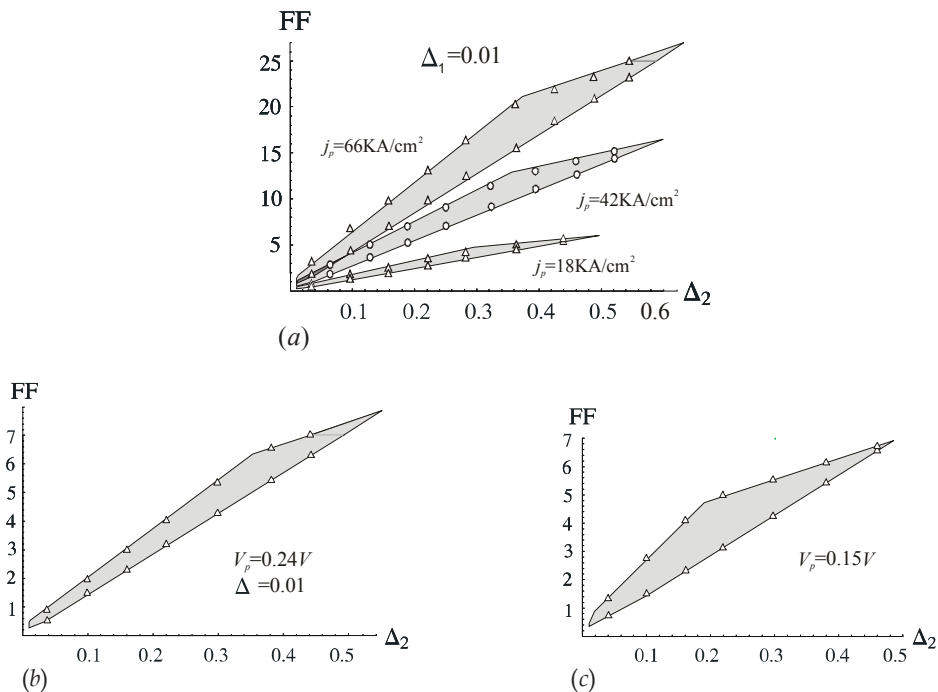 FF
Δ₁=0.01
25
20
15
10
5
jₚ=66KA/cm²
jₚ=42KA/cm²
jₚ=18KA/cm²
0.1 0.2 0.3 0.4 0.5 0.6 Δ₂
(a)
FF
7
6
5
4
3
2
1
Vₚ=0.24V
Δ =0.01
0.1 0.2 0.3 0.4 0.5 Δ₂
(b)
FF
7
6
5
4
3
2
1
Vₚ=0.15V
0.1 0.2 0.3 0.4 0.5 Δ₂
(c)